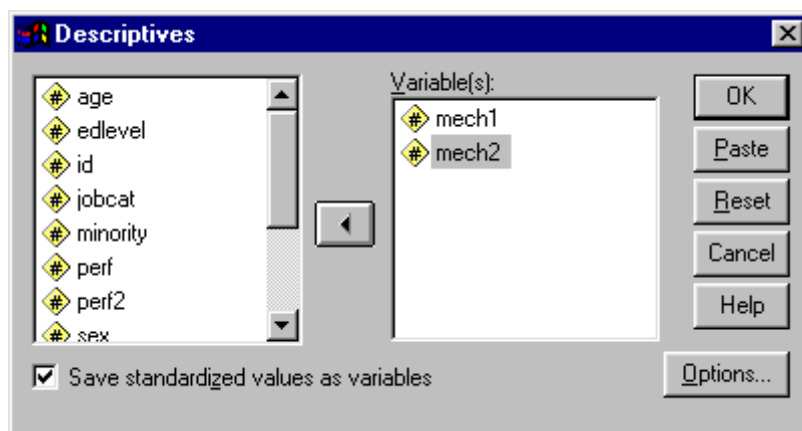 Descriptives
age
edlevel
id
jobcat
minority
perf
perf2
sex
Variable(s):
mech1
mech2
OK
Paste
Reset
Cancel
Help
Save standardized values as variables
Options...